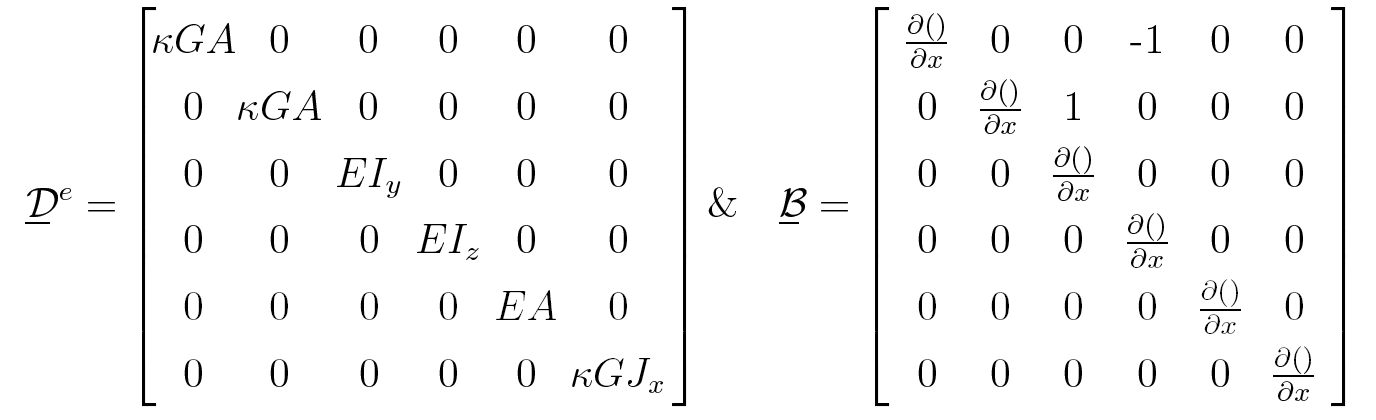 κGA 0 0 0 0 0 ∂()/∂x 0 0 -1 0 0
0 κGA 0 0 0 0 0 ∂()/∂x 1 0 0 0
0 0 EI_y 0 0 0 0 0 ∂()/∂x 0 0 0
𝓓^e = & 𝓑 =
0 0 0 EI_z 0 0 0 0 0 ∂()/∂x 0 0
0 0 0 0 EA 0 0 0 0 0 ∂()/∂x 0
0 0 0 0 0 κGJ_x 0 0 0 0 0 ∂()/∂x